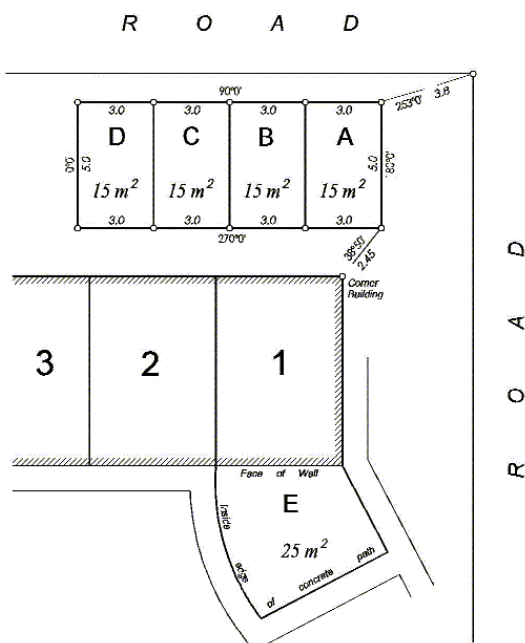 R O A D
90°0'
3.0 3.0 3.0 3.0
253°0' 3.8
D C B A
0°0' 5.0
5.0 180°0'
15 m² 15 m² 15 m² 15 m²
3.0 3.0 3.0 3.0
270°0'
38°50'
2.45
Corner
Building
R O A D
3 2 1
Face of Wall
E
25 m²
Inside edge of concrete path